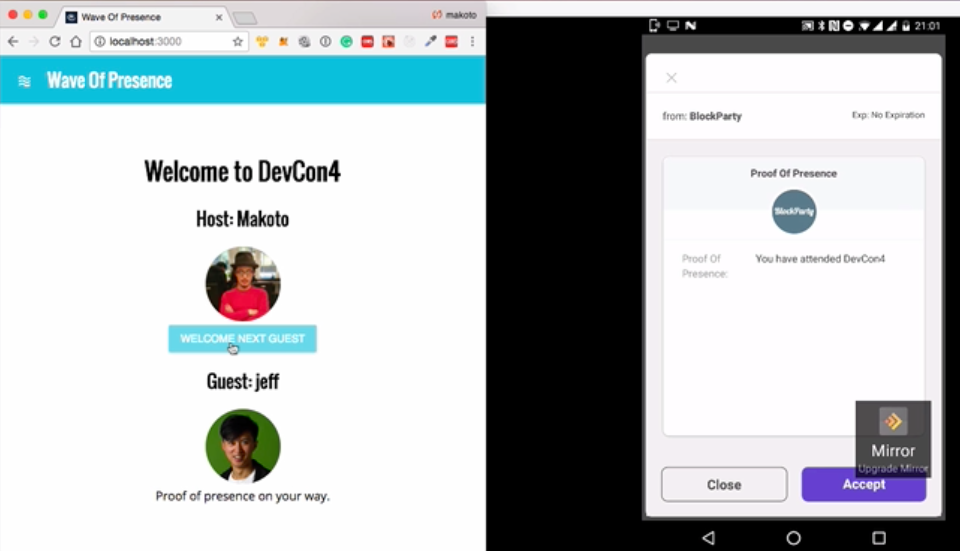 Wave Of Presence
makoto
localhost:3000
Wave Of Presence
Welcome to DevCon4
Host: Makoto
WELCOME NEXT GUEST
Guest: jeff
Proof of presence on your way.
21:01
from: BlockParty
Exp: No Expiration
Proof Of Presence
BlockParty
Proof Of
Presence:
You have attended DevCon4
Mirror
Upgrade Mirror
Close
Accept